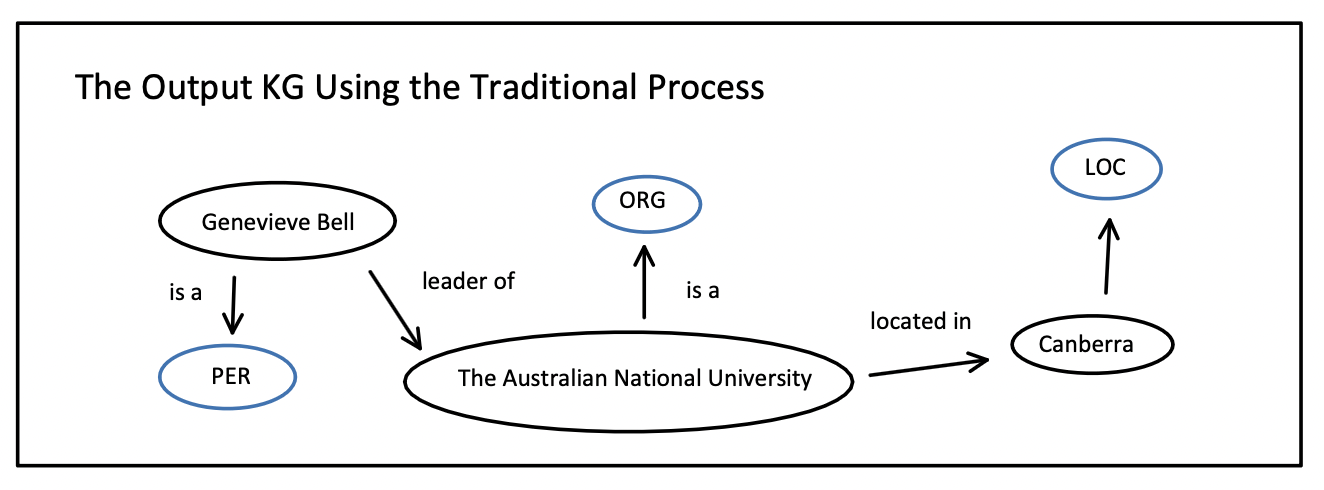 The Output KG Using the Traditional Process
LOC
ORG
Genevieve Bell
leader of
is a
is a
located in
Canberra
PER
The Australian National University